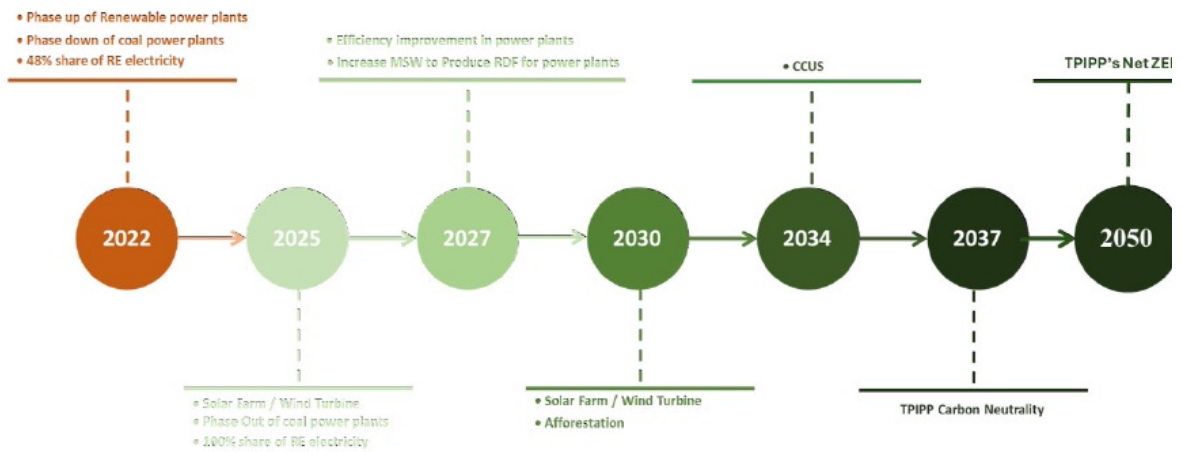 • Phase up of Renewable power plants
• Phase down of coal power plants
• 48% share of RE electricity
• Efficiency improvement in power plants
• Increase MSW to Produce RDF for power plants
• CCUS
TPIPP's Net ZE
2022
2025
2027
2030
2034
2037
2050
• Solar Farm / Wind Turbine
• Phase Out of coal power plants
• 100% share of RE electricity
• Solar Farm / Wind Turbine
• Afforestation
TPIPP Carbon Neutrality